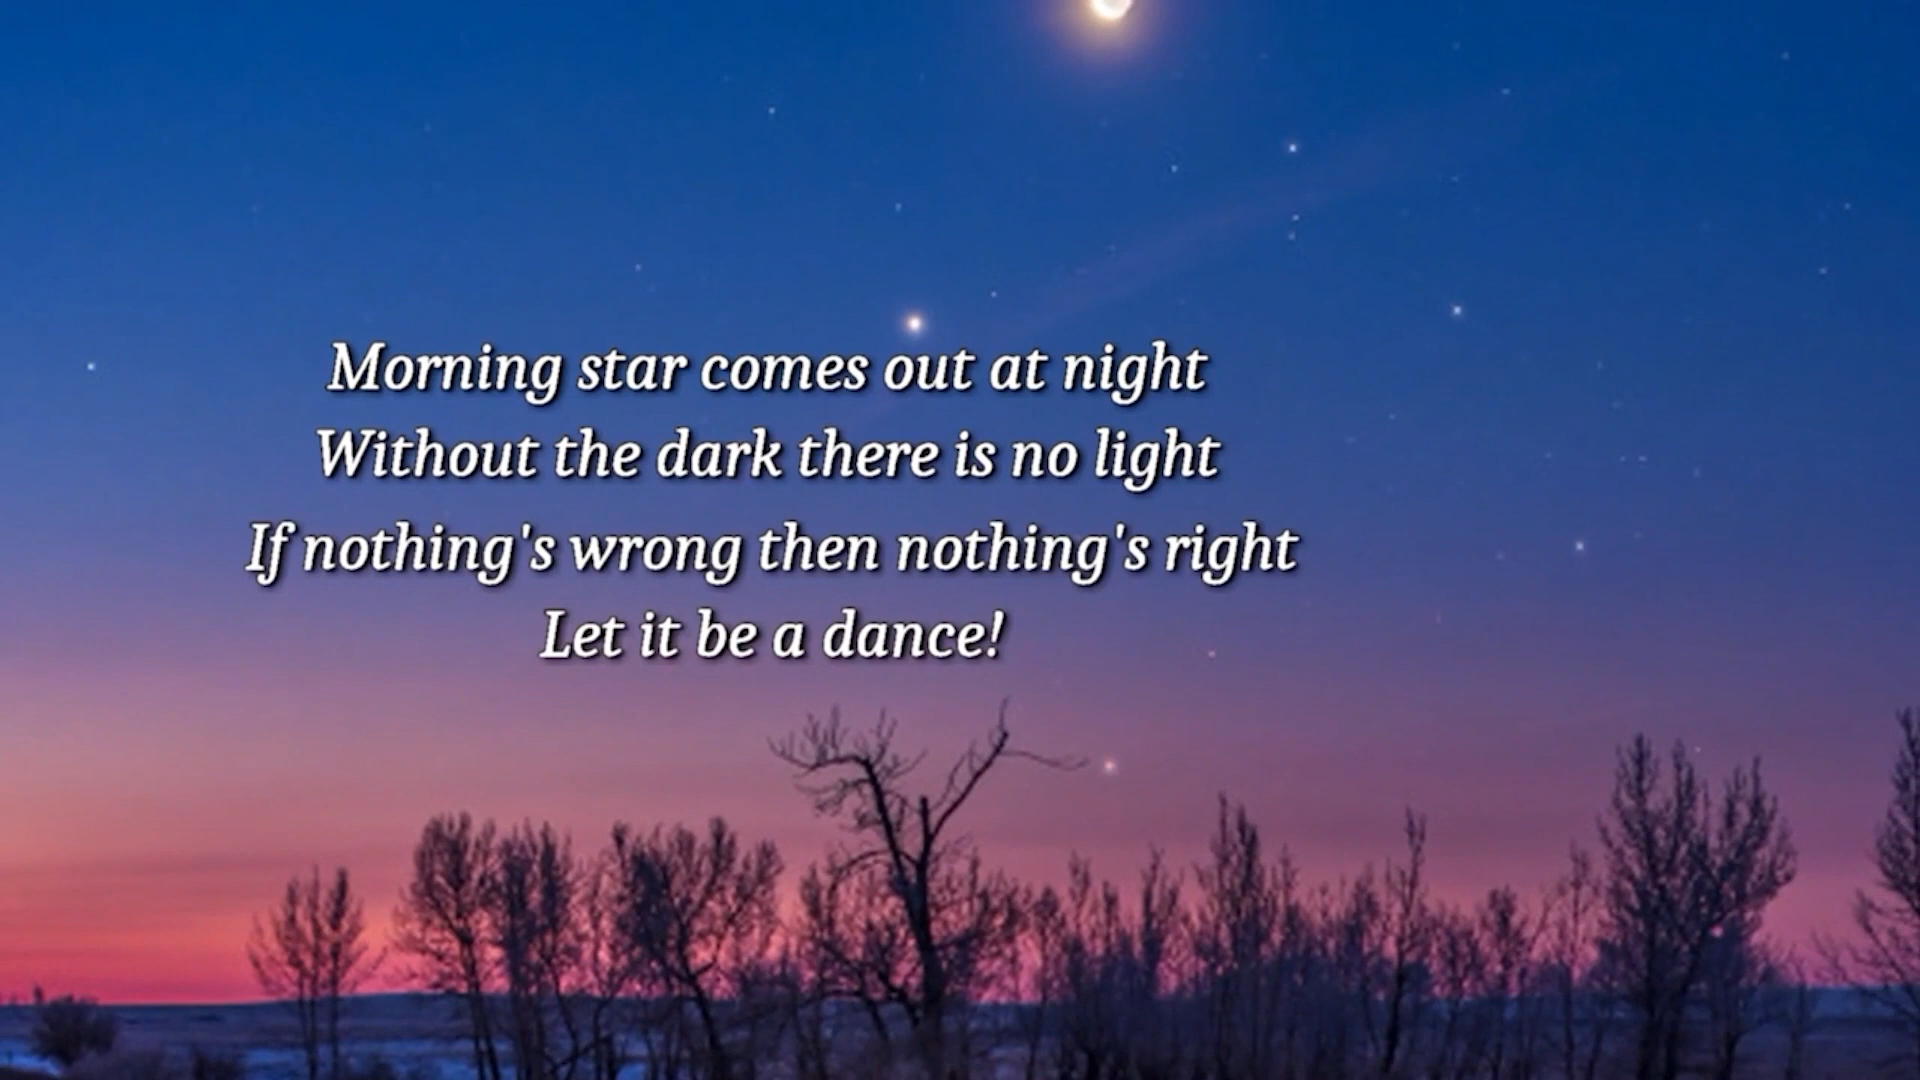 Morning star comes out at night
Without the dark there is no light
If nothing's wrong then nothing's right
Let it be a dance!